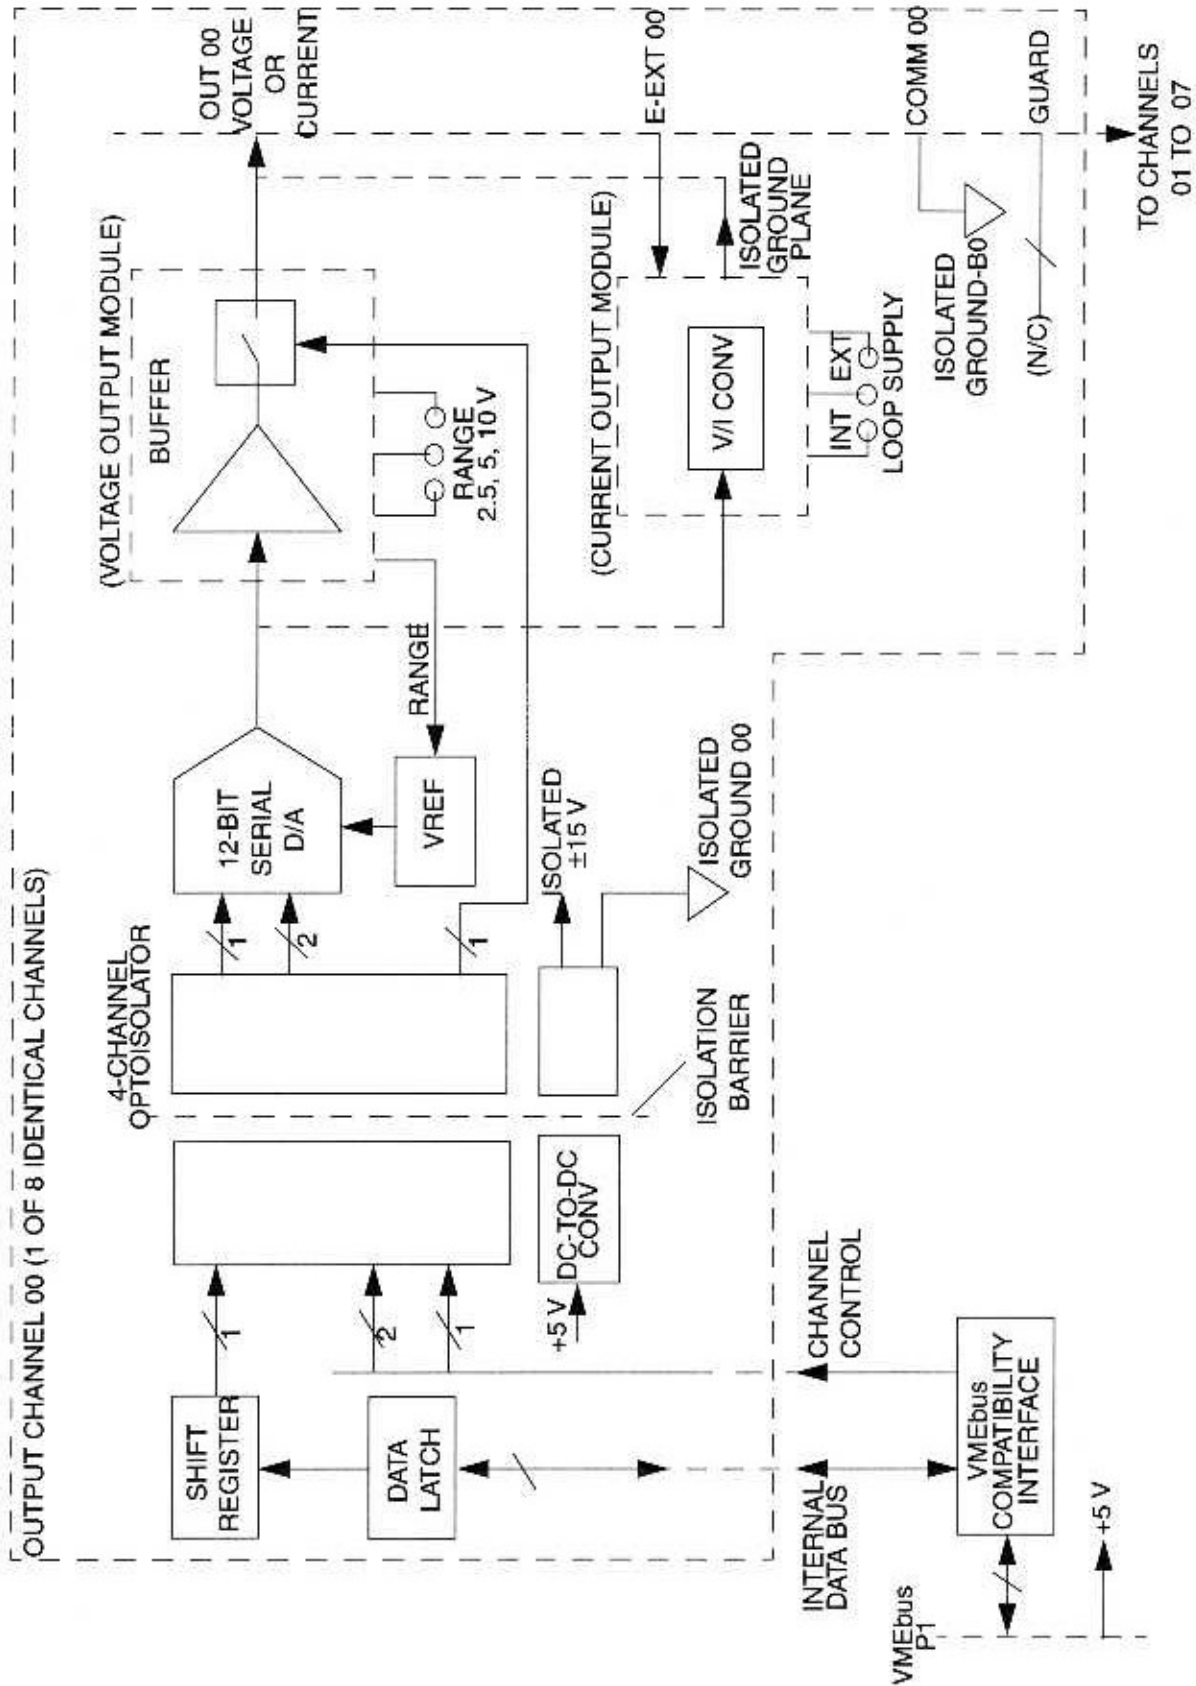 OUTPUT CHANNEL 00 (1 OF 8 IDENTICAL CHANNELS)
SHIFT
REGISTER
1
DATA
LATCH
2
1
4-CHANNEL
OPTOISOLATOR
1
2
1
12-BIT
SERIAL
D/A
VREF
RANGE
(VOLTAGE OUTPUT MODULE)
BUFFER
RANGE
2.5, 5, 10 V
OUT 00
VOLTAGE
OR
CURRENT
+5 V
DC-TO-DC
CONV
ISOLATED
±15 V
ISOLATED
GROUND 00
ISOLATION
BARRIER
(CURRENT OUTPUT MODULE)
V/I CONV
INT
EXT
LOOP SUPPLY
ISOLATED
GROUND
PLANE
E-EXT 00
COMM 00
ISOLATED
GROUND-B0
(N/C)
GUARD
TO CHANNELS
01 TO 07
INTERNAL
DATA BUS
CHANNEL
CONTROL
VMEbus
COMPATIBILITY
INTERFACE
VMEbus
P1
+5 V